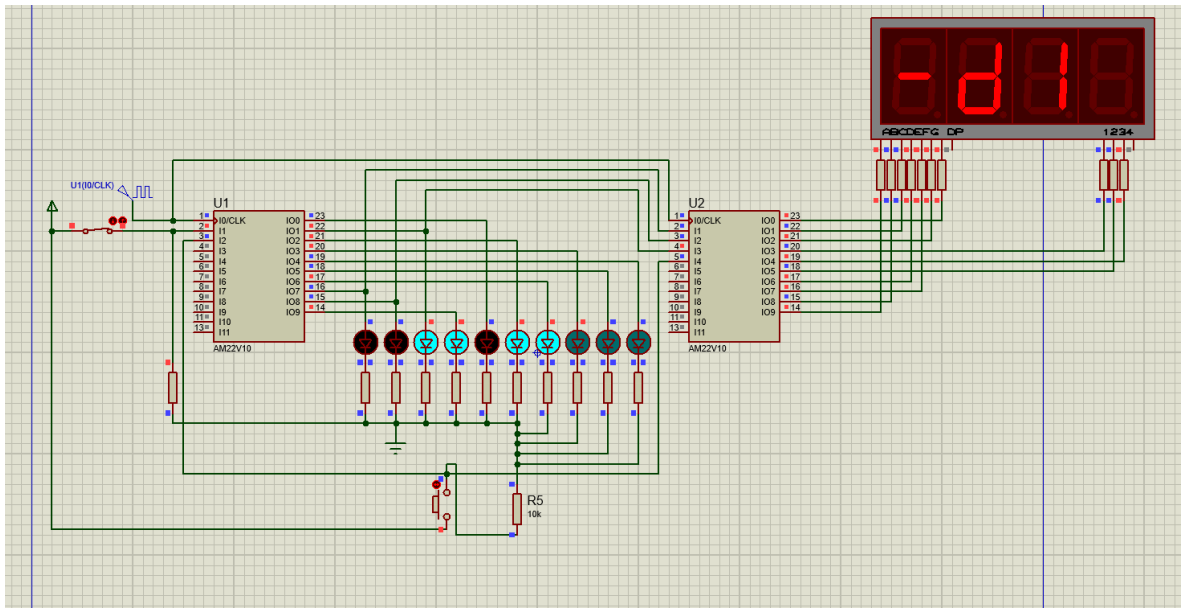 -d1
ABCDEFG DP
1234
U1(I0/CLK)
U1
1
2
3
4
5
6
7
8
9
10
11
13
I0/CLK
I1
I2
I3
I4
I5
I6
I7
I8
I9
I10
I11
IO0
IO1
IO2
IO3
IO4
IO5
IO6
IO7
IO8
IO9
23
22
21
20
19
18
17
16
15
14
AM22V10
U2
1
2
3
4
5
6
7
8
9
10
11
13
I0/CLK
I1
I2
I3
I4
I5
I6
I7
I8
I9
I10
I11
IO0
IO1
IO2
IO3
IO4
IO5
IO6
IO7
IO8
IO9
23
22
21
20
19
18
17
16
15
14
AM22V10
R5
10k